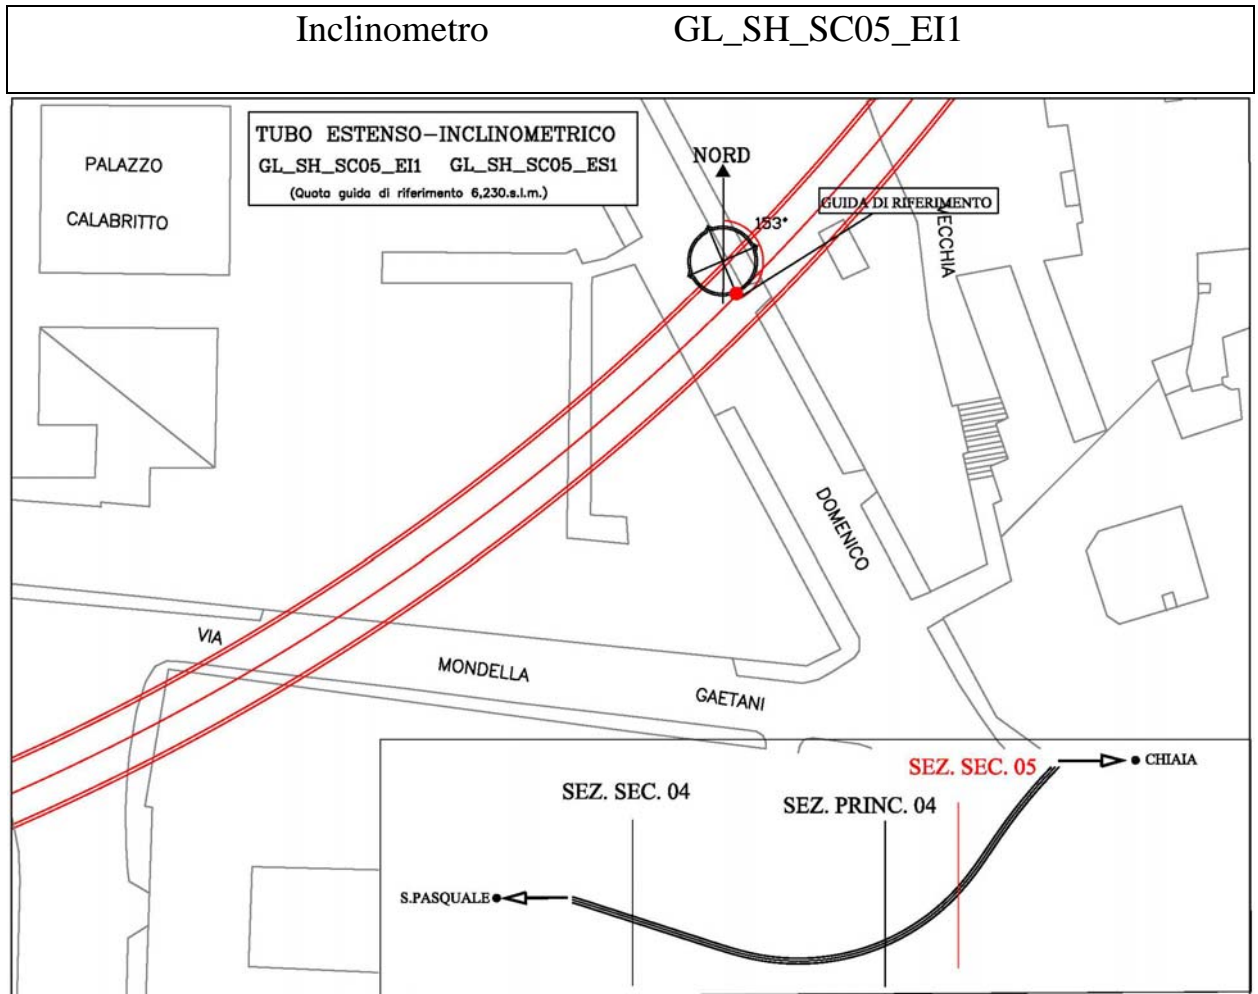 Inclinometro GL_SH_SC05_EI1
TUBO ESTENSO-INCLINOMETRICO
GL_SH_SC05_EI1 GL_SH_SC05_ES1
(Quota guida di riferimento 6,230.s.l.m.)
PALAZZO
CALABRITTO
NORD
153°
GUIDA DI RIFERIMENTO
VECCHIA
DOMENICO
VIA
MONDELLA
GAETANI
SEZ. SEC. 04
SEZ. PRINC. 04
SEZ. SEC. 05
CHIAIA
S.PASQUALE